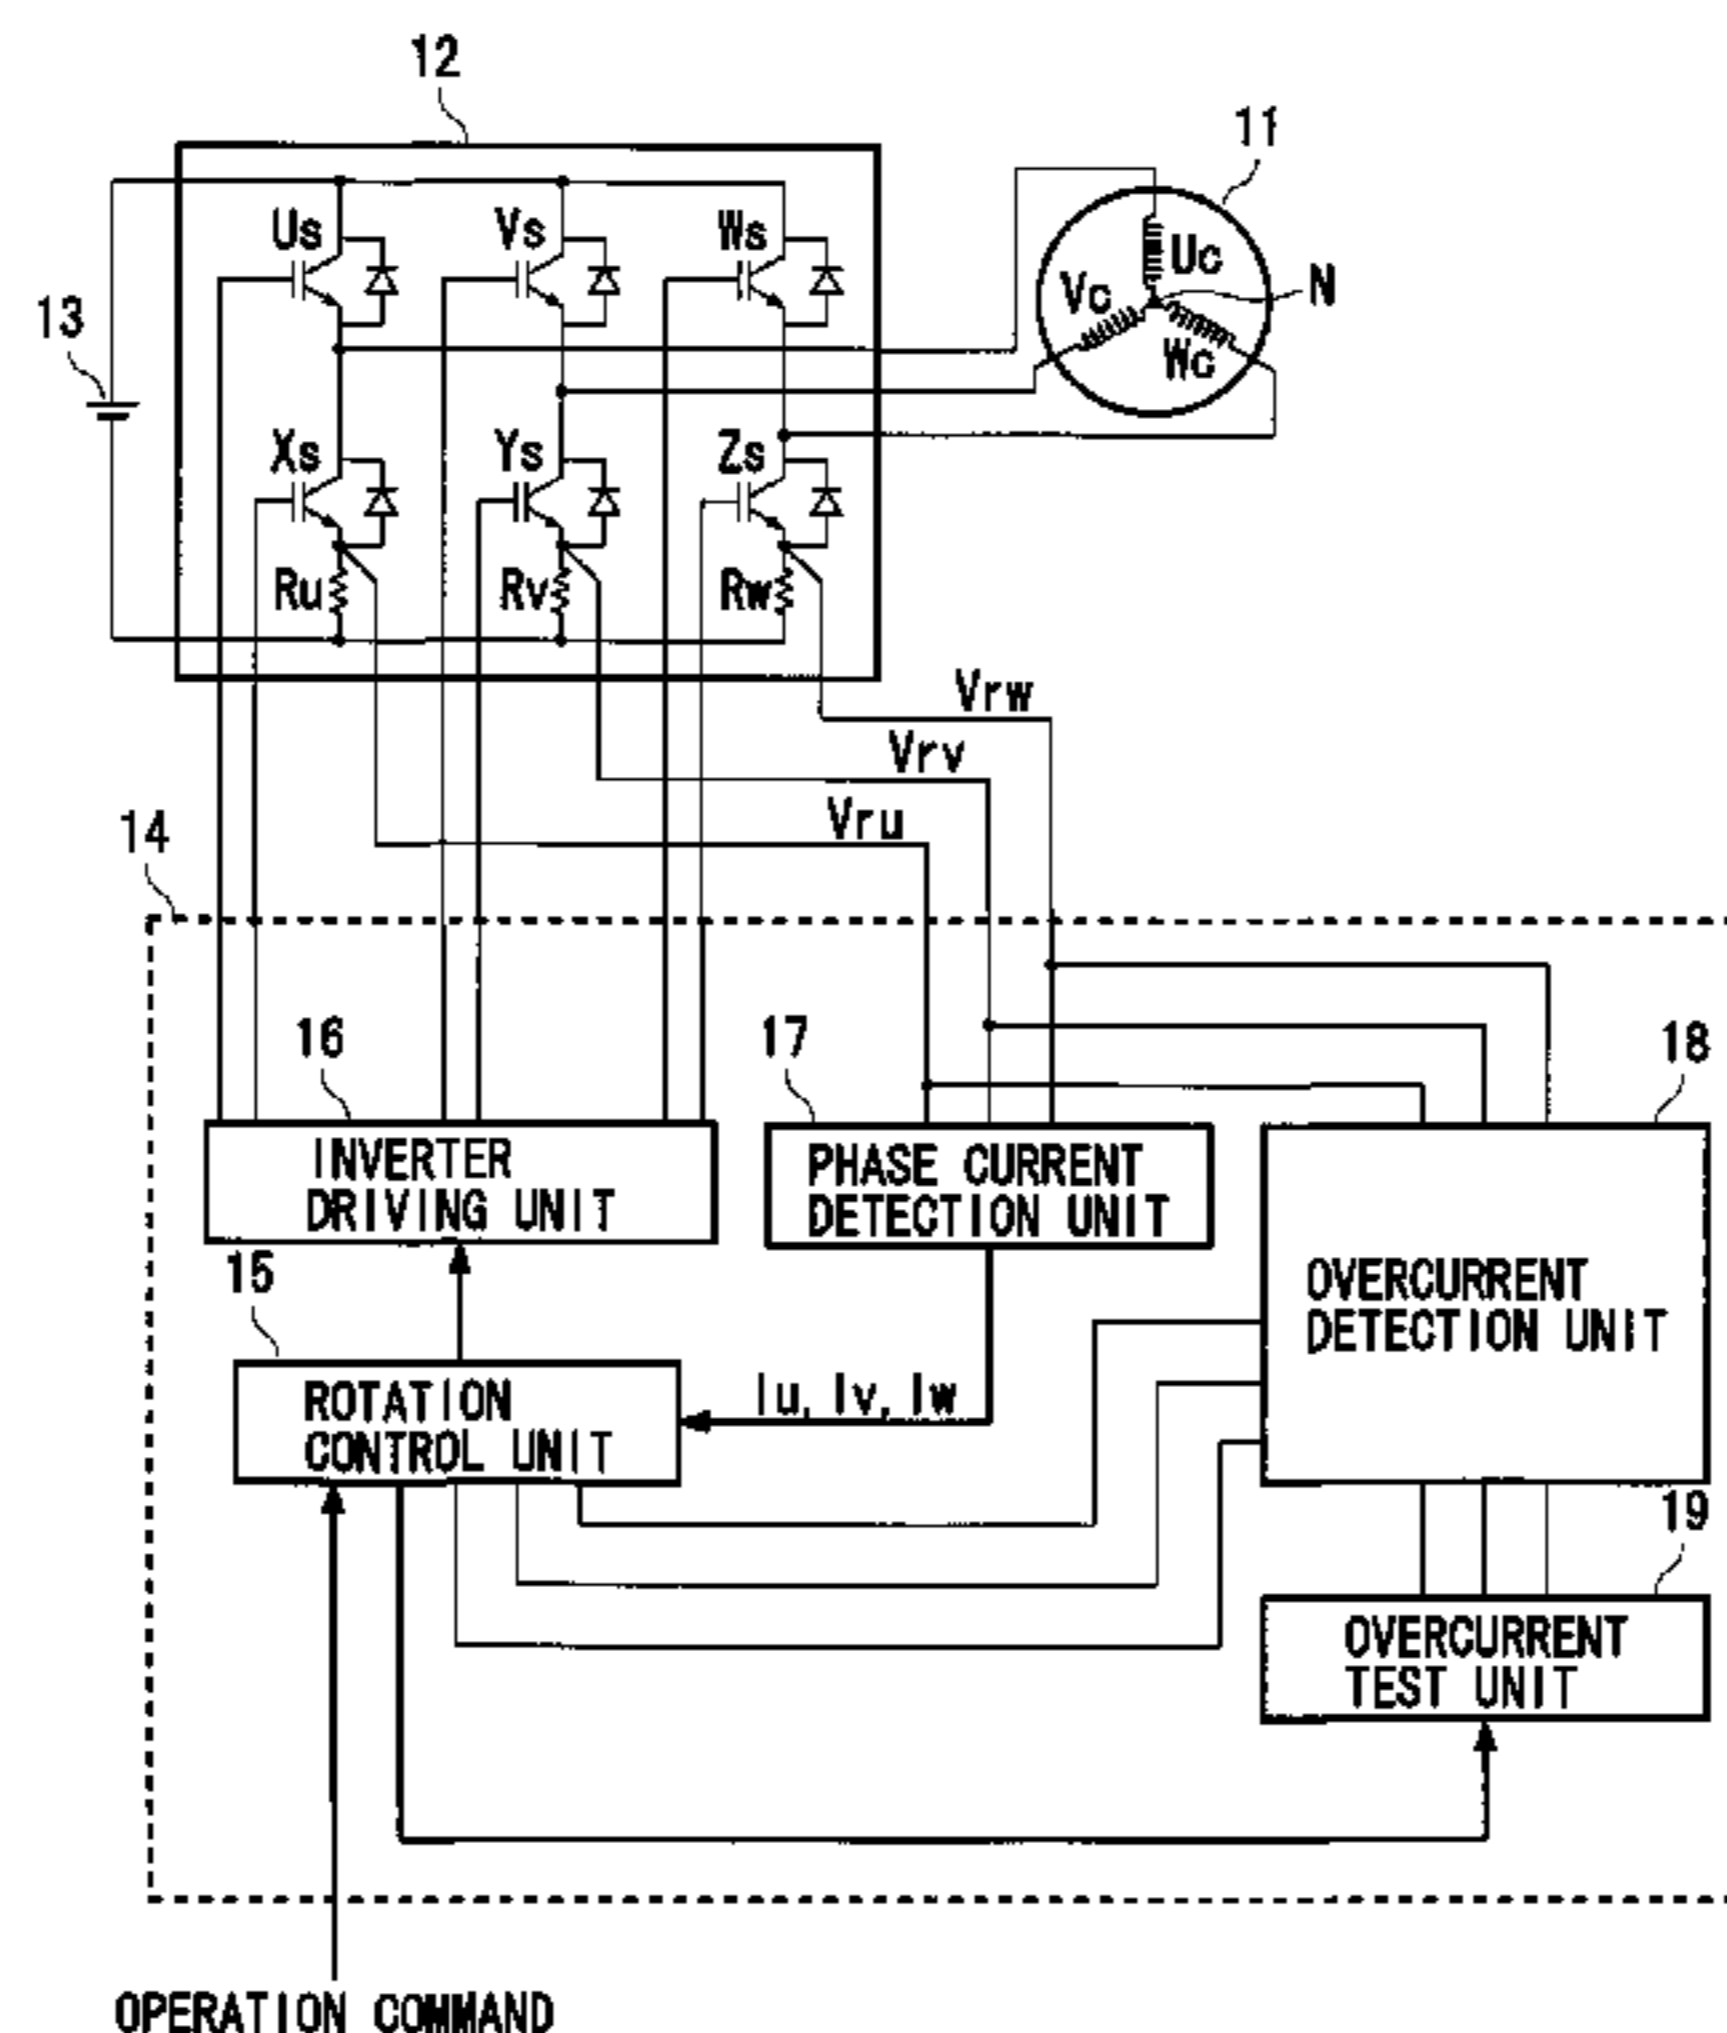 12
11
Us
Vs
Ws
Uc
Vc
N
Wc
13
Xs
Ys
Zs
Ru
Rv
Rw
Vrw
Vrv
Vru
14
16
17
18
INVERTER
DRIVING UNIT
PHASE CURRENT
DETECTION UNIT
OVERCURRENT
DETECTION UNIT
15
ROTATION
CONTROL UNIT
Iu, Iv, Iw
19
OVERCURRENT
TEST UNIT
OPERATION COMMAND